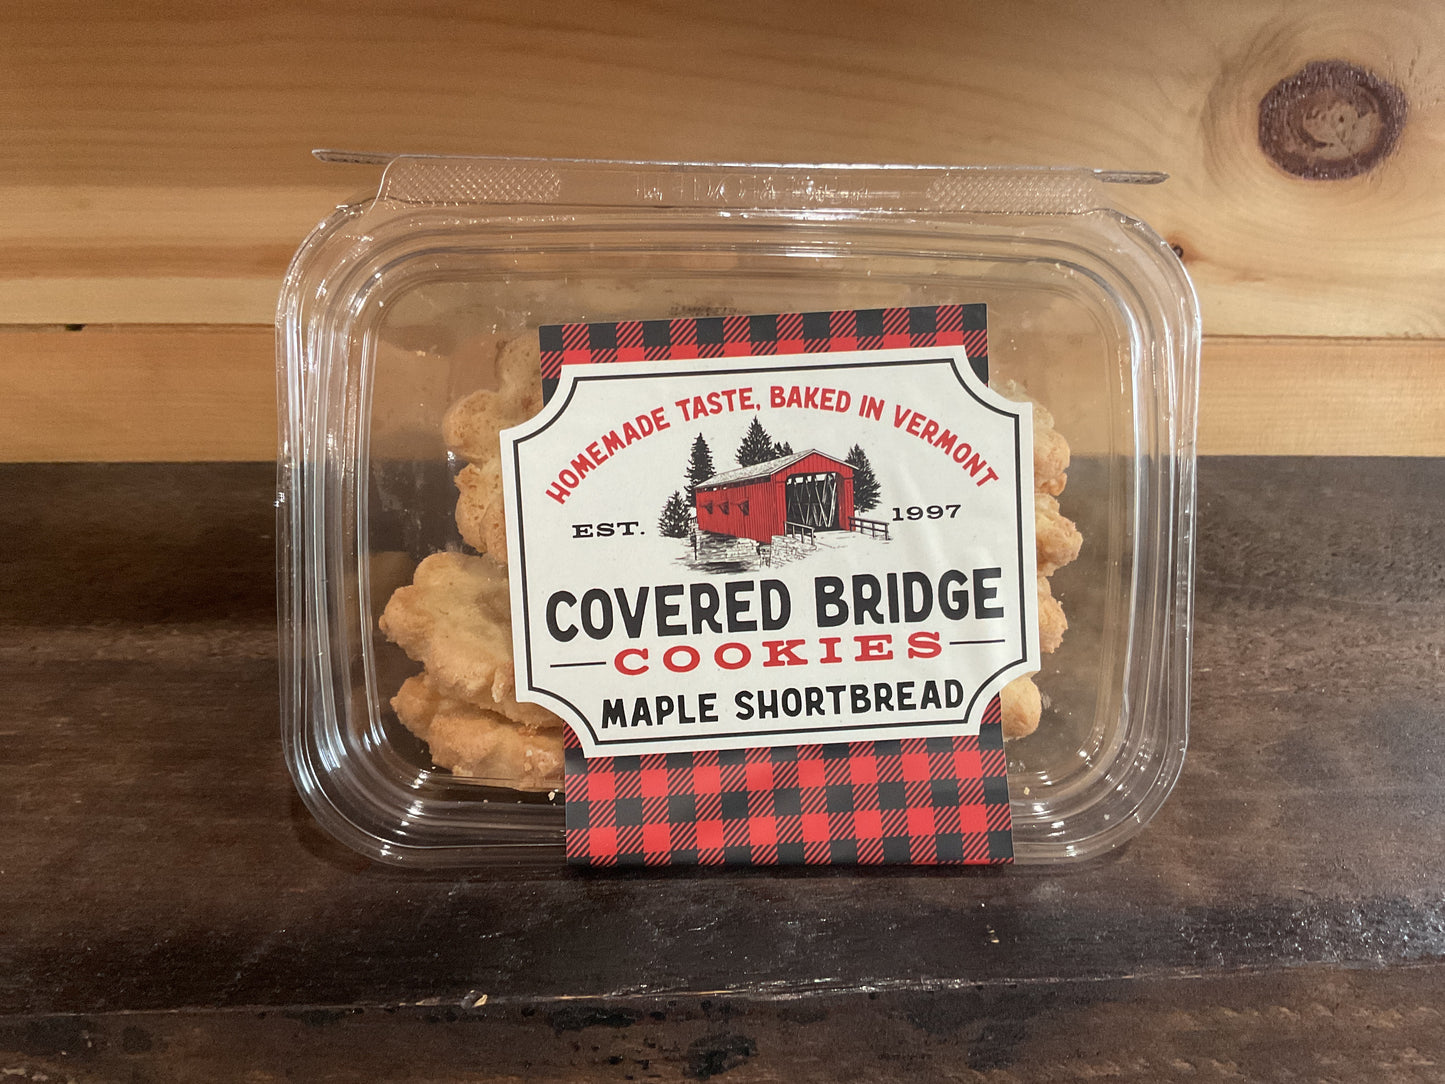 HOMEMADE TASTE, BAKED IN VERMONT
EST. 1997
COVERED BRIDGE
COOKIES
MAPLE SHORTBREAD